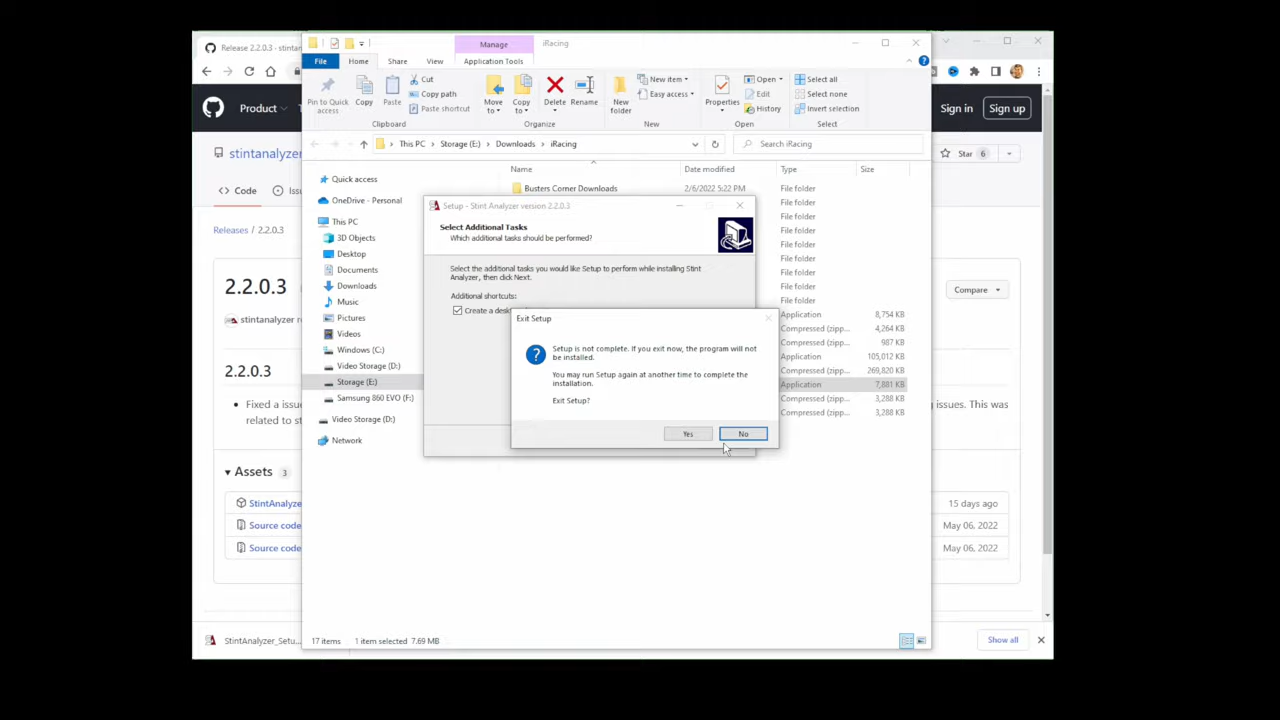 Release 2.2.0.3 · stintan
Product
Sign in
Sign up
stintanalyzer
Star 6
Code
Issu
Releases / 2.2.0.3
2.2.0.3
Compare
stintanalyzer re
2.2.0.3
Fixed a issue
related to st
ing issues. This was
Assets 3
StintAnalyze
15 days ago
Source code
May 06, 2022
Source code
May 06, 2022
StintAnalyzer_Setu...
Show all
Manage
iRacing
File
Home
Share
View
Application Tools
Pin to Quick
access
Copy
Paste
Cut
Copy path
Paste shortcut
Clipboard
Move
to
Copy
to
Delete
Rename
Organize
New
folder
New item
Easy access
New
Properties
Open
Edit
History
Open
Select all
Select none
Invert selection
Select
This PC
Storage (E:)
Downloads
iRacing
Search iRacing
Name
Date modified
Type
Size
Quick access
OneDrive - Personal
This PC
3D Objects
Desktop
Documents
Downloads
Music
Pictures
Videos
Windows (C:)
Video Storage (D:)
Storage (E:)
Samsung 860 EVO (F:)
Video Storage (D:)
Network
Busters Corner Downloads
2/6/2022 5:22 PM
File folder
File folder
File folder
File folder
File folder
File folder
File folder
File folder
File folder
Application
8,754 KB
Compressed (zipp...
4,264 KB
Compressed (zipp...
987 KB
Application
105,012 KB
Compressed (zipp...
269,820 KB
Application
7,881 KB
Compressed (zipp...
3,288 KB
Compressed (zipp...
3,288 KB
Setup - Stint Analyzer version 2.2.0.3
Select Additional Tasks
Which additional tasks should be performed?
Select the additional tasks you would like Setup to perform while installing Stint
Analyzer, then click Next.
Additional shortcuts:
Create a desk
Exit Setup
Setup is not complete. If you exit now, the program will not
be installed.
You may run Setup again at another time to complete the
installation.
Exit Setup?
Yes
No
17 items
1 item selected 7.69 MB